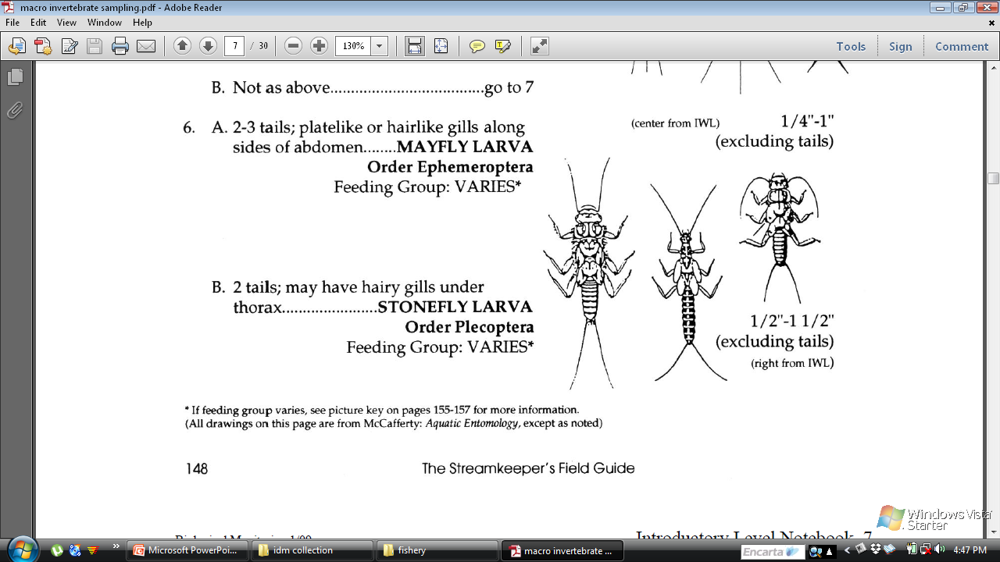 macro invertebrate sampling.pdf - Adobe Reader
File Edit View Window Help
7 / 30 130% Tools Sign Comment
B. Not as above.....................................go to 7
6. A. 2-3 tails; platelike or hairlike gills along
sides of abdomen........MAYFLY LARVA
Order Ephemeroptera
Feeding Group: VARIES*
(center from IWL) 1/4"-1"
(excluding tails)
B. 2 tails; may have hairy gills under
thorax.......................STONEFLY LARVA
Order Plecoptera
Feeding Group: VARIES*
1/2"-1 1/2"
(excluding tails)
(right from IWL)
* If feeding group varies, see picture key on pages 155-157 for more information.
(All drawings on this page are from McCafferty: Aquatic Entomology, except as noted)
148 The Streamkeeper's Field Guide
Windows Vista
Starter
Introductory Level Notebook 7
Microsoft PowerPoi... idm collection fishery macro invertebrate ... Encarta 4:47 PM